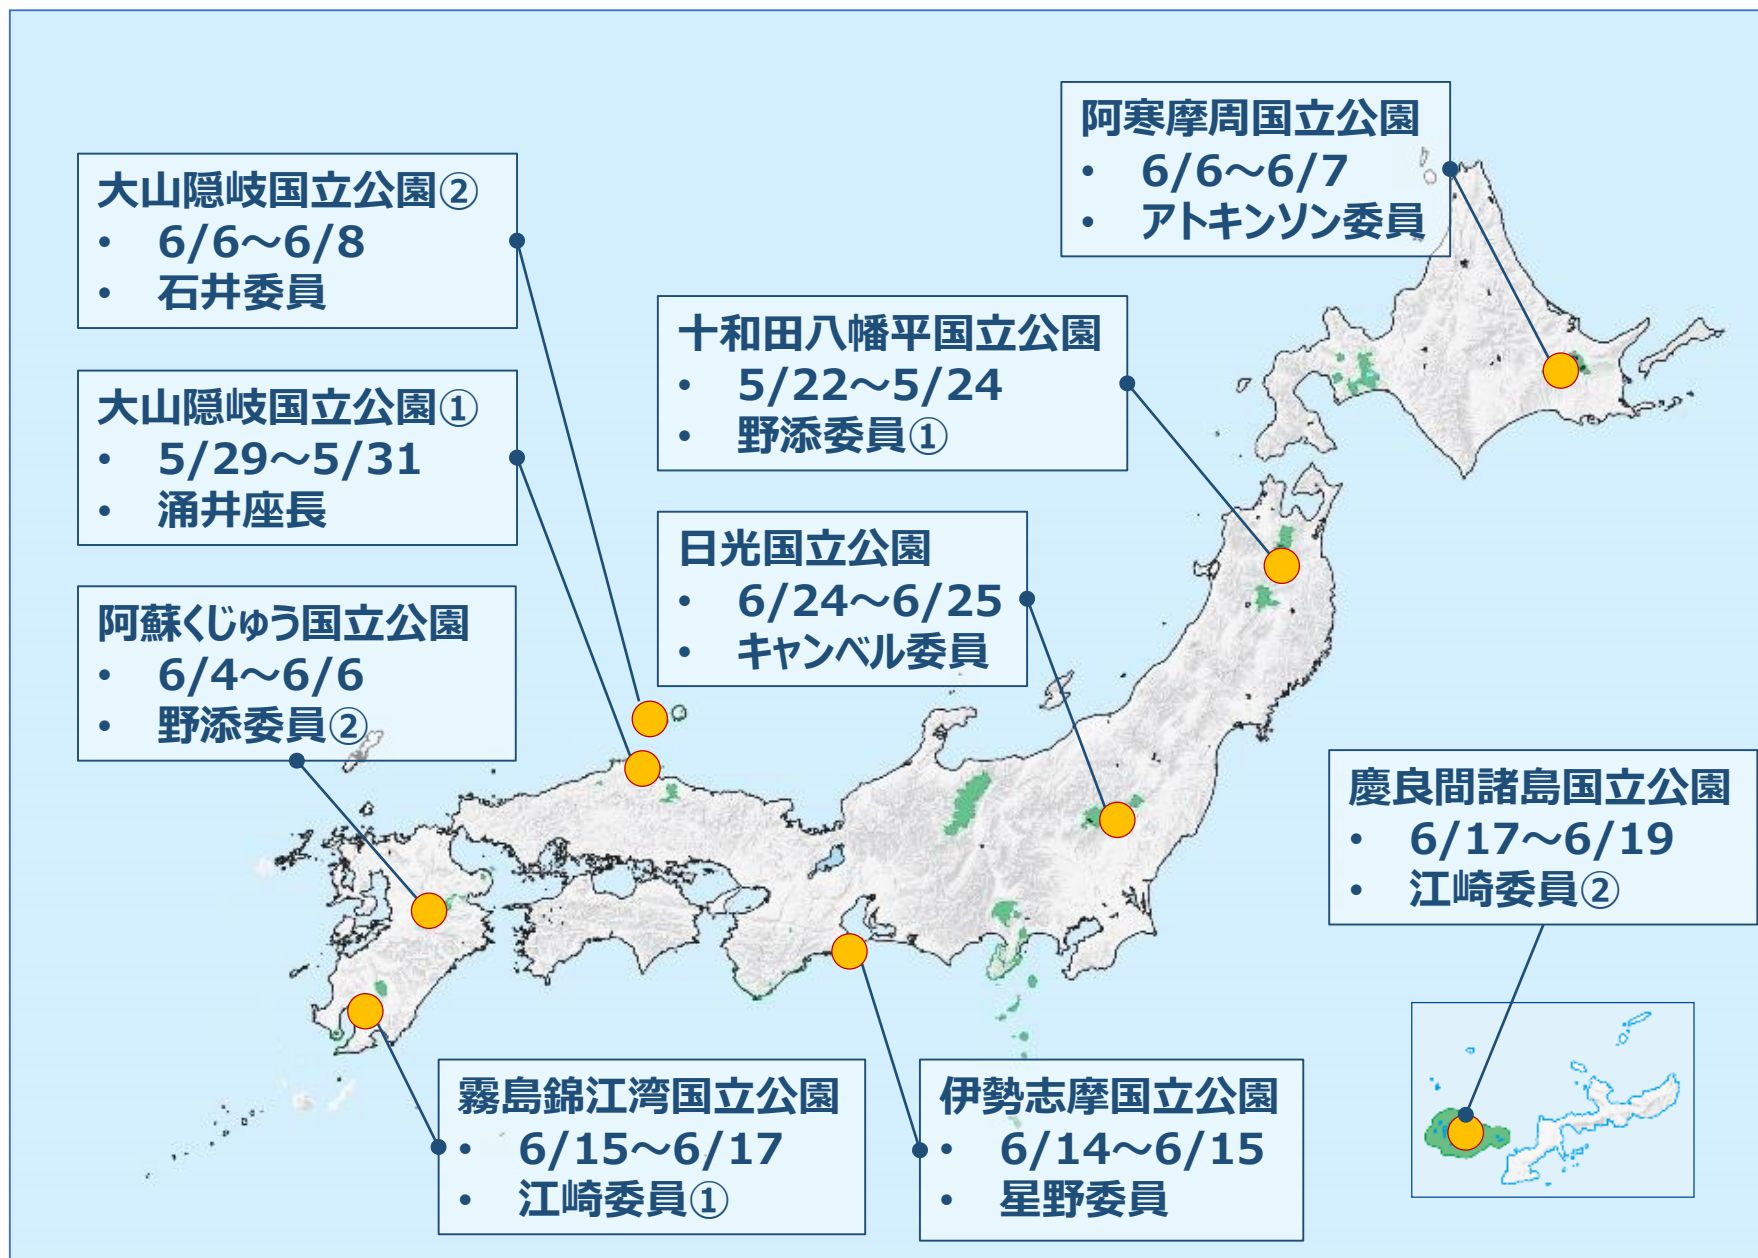 阿寒摩周国立公園
• 6/6～6/7
• アトキンソン委員
大山隠岐国立公園②
• 6/6～6/8
• 石井委員
十和田八幡平国立公園
• 5/22～5/24
• 野添委員①
大山隠岐国立公園①
• 5/29～5/31
• 涌井座長
日光国立公園
• 6/24～6/25
• キャンベル委員
阿蘇くじゅう国立公園
• 6/4～6/6
• 野添委員②
慶良間諸島国立公園
• 6/17～6/19
• 江崎委員②
霧島錦江湾国立公園
• 6/15～6/17
• 江崎委員①
伊勢志摩国立公園
• 6/14～6/15
• 星野委員